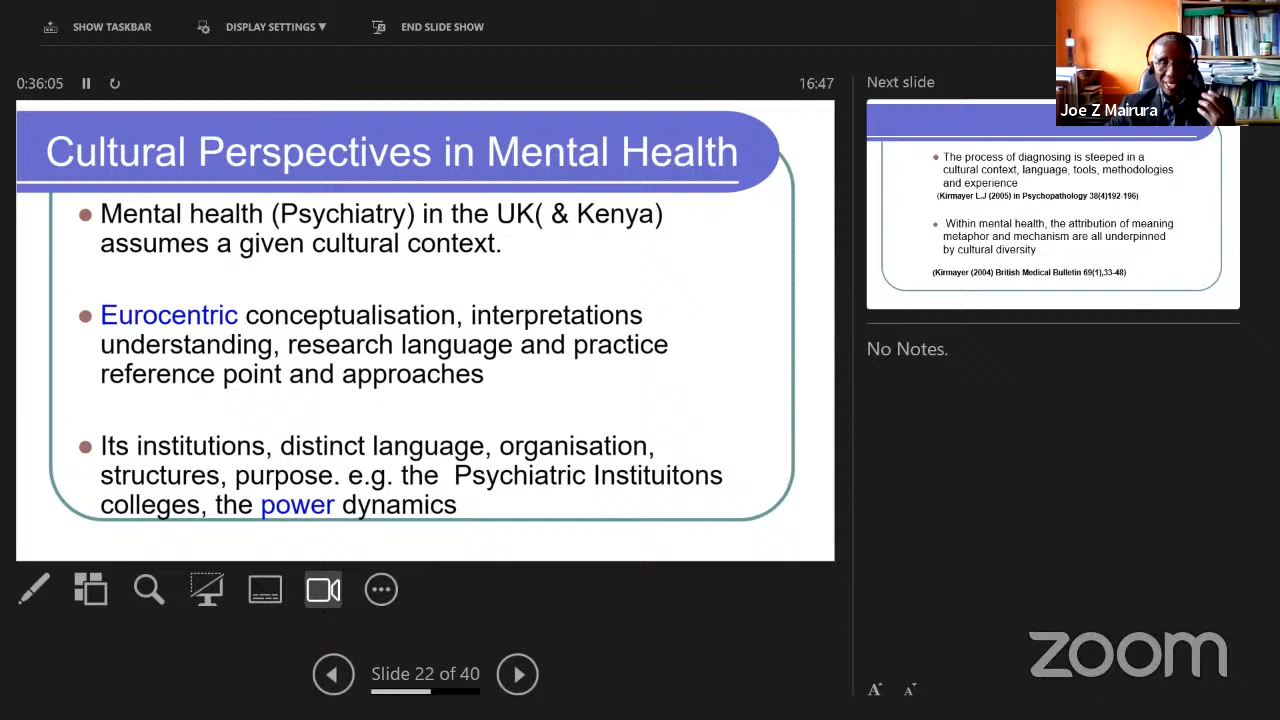 SHOW TASKBAR
DISPLAY SETTINGS ▼
END SLIDE SHOW
0:36:05
16:47
Next slide
Joe Z Mairura
Cultural Perspectives in Mental Health
• Mental health (Psychiatry) in the UK( & Kenya)
assumes a given cultural context.
• Eurocentric conceptualisation, interpretations
understanding, research language and practice
reference point and approaches
• Its institutions, distinct language, organisation,
structures, purpose. e.g. the Psychiatric Instituitons
colleges, the power dynamics
• The process of diagnosing is steeped in a
cultural context, language, tools, methodologies
and experience
(Kirmayer L.J (2005) in Psychopathology 38(4)192-196)
• Within mental health, the attribution of meaning
metaphor and mechanism are all underpinned
by cultural diversity
(Kirmayer (2004) British Medical Bulletin 69(1),33-48)
No Notes.
Slide 22 of 40
A A
zoom